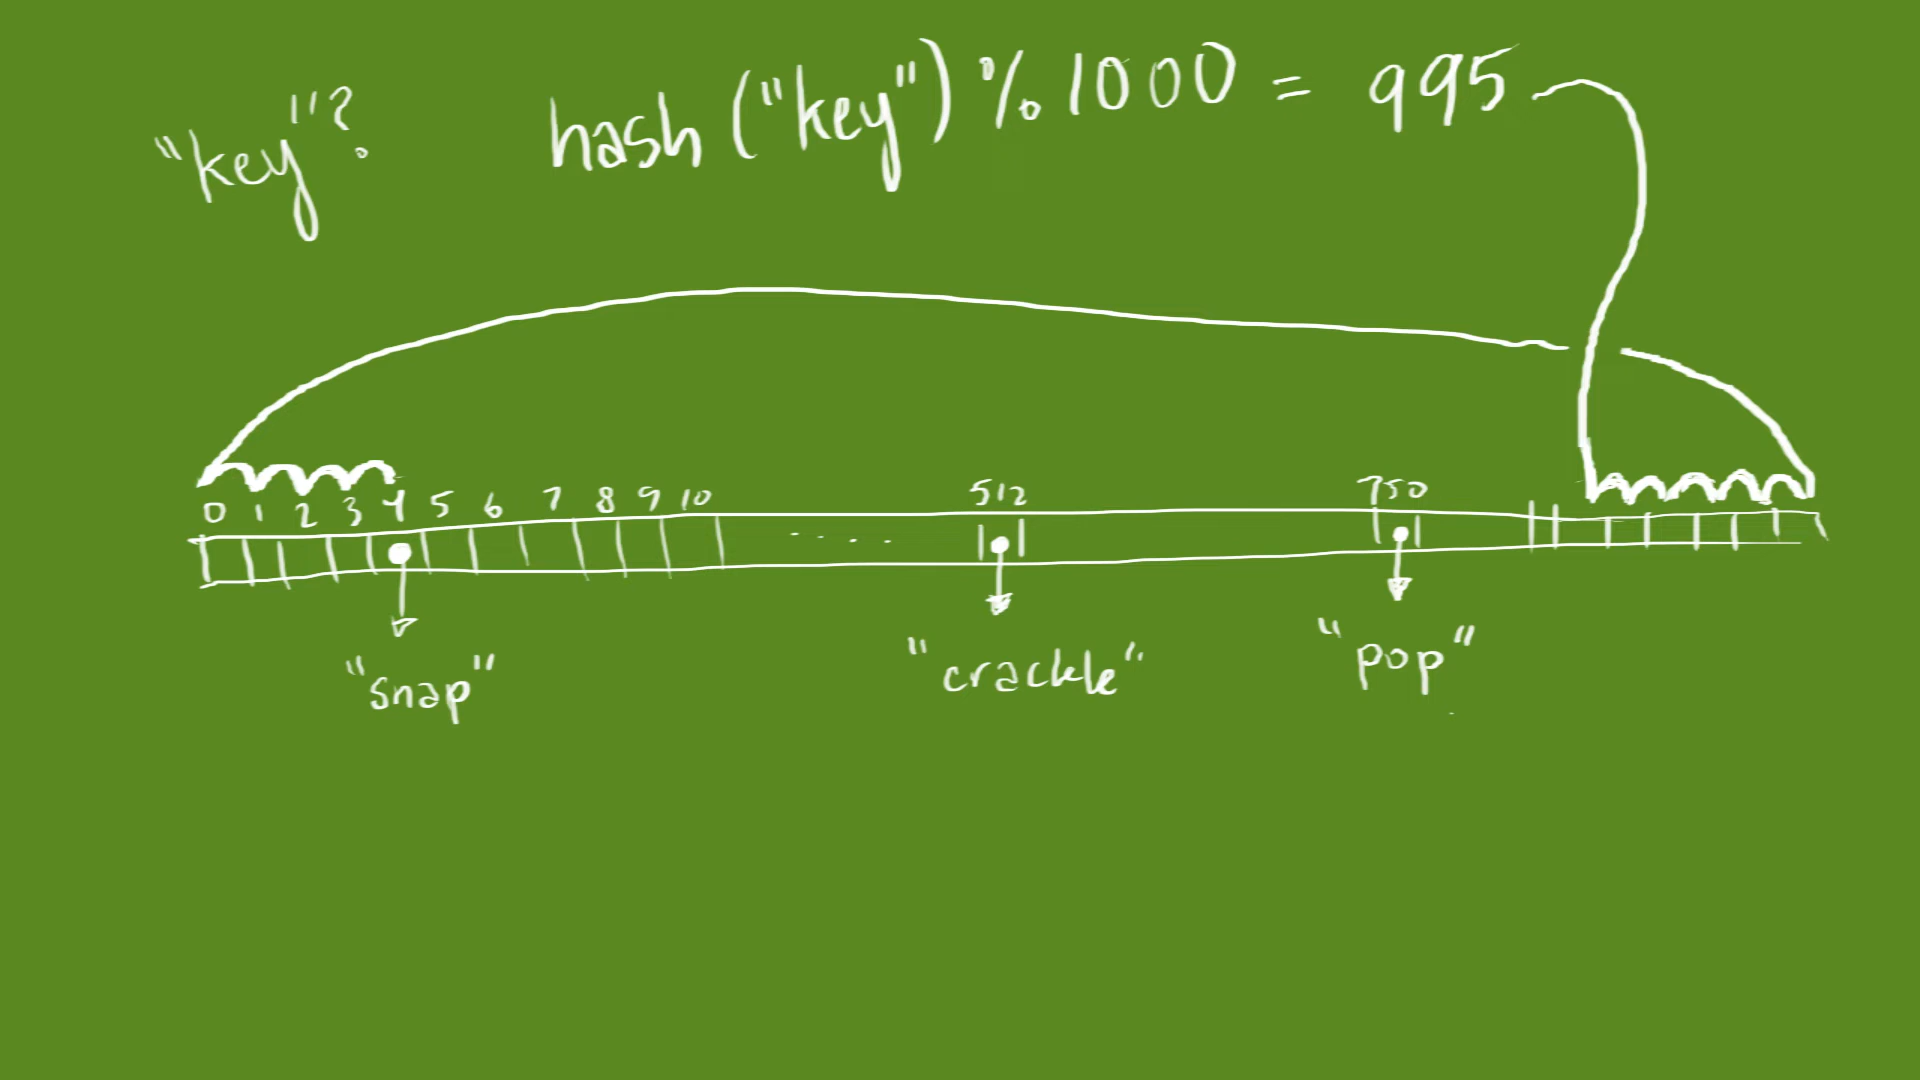 "key"?
hash ("key") % 1000 = 995
0 1 2 3 4 5 6 7 8 9 10 512 750
. . . .
"snap" "crackle" "pop"